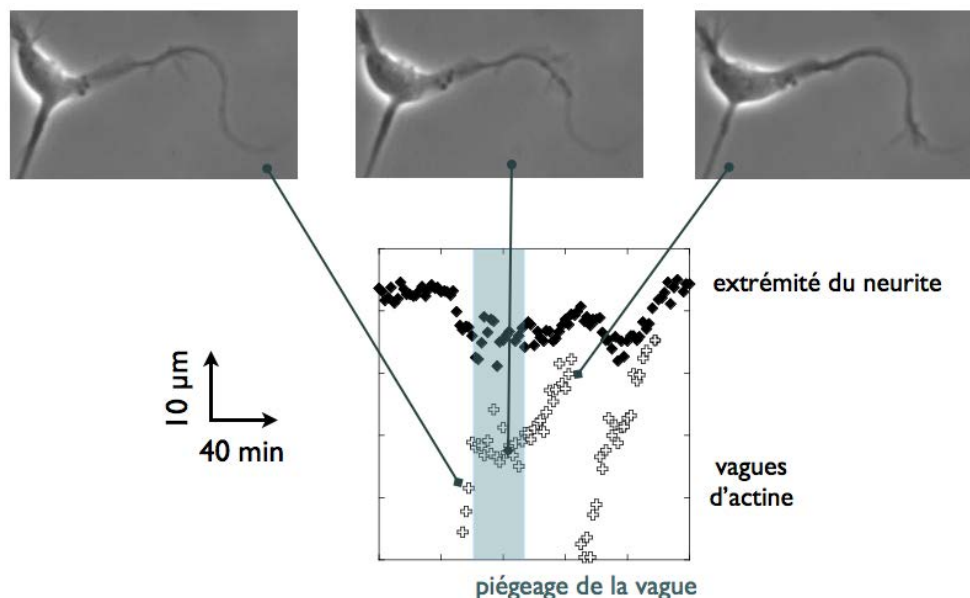 extrémité du neurite
10 µm
40 min
vagues
d'actine
piégeage de la vague